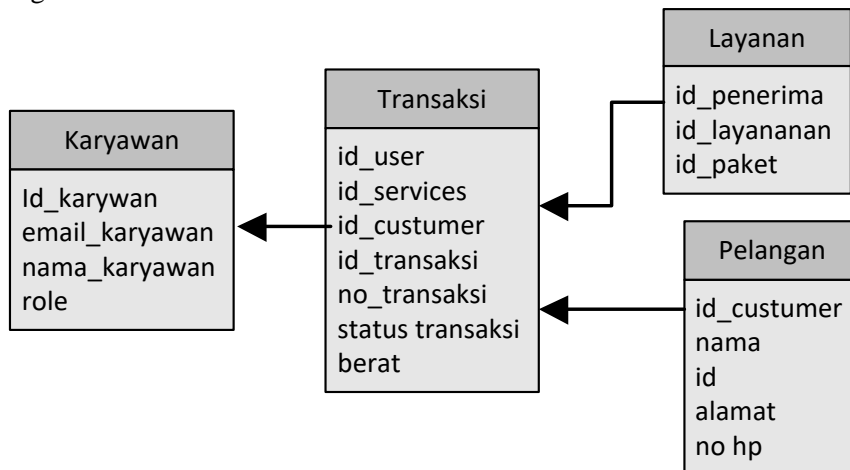 Karyawan
Id_karywan
email_karyawan
nama_karyawan
role
Transaksi
id_user
id_services
id_custumer
id_transaksi
no_transaksi
status transaksi
berat
Layanan
id_penerima
id_layananan
id_paket
Pelangan
id_custumer
nama
id
alamat
no hp